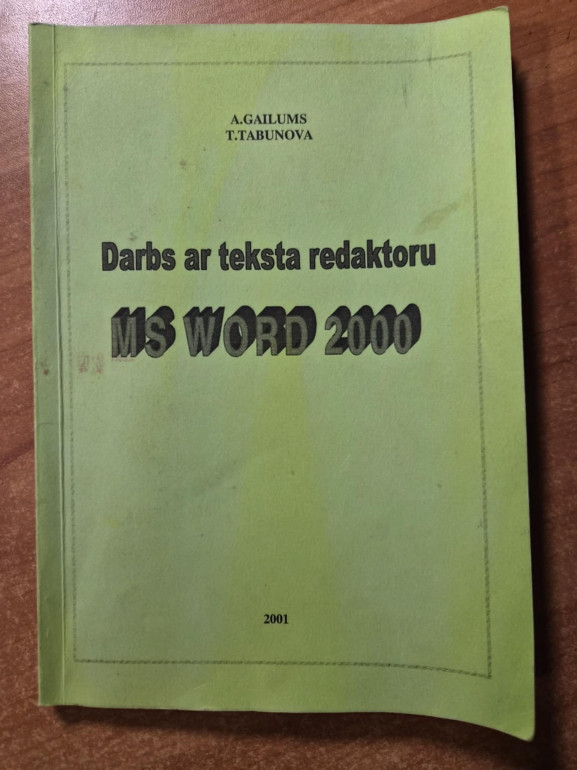 A.GAILUMS
T.TABUNOVA
Darbs ar teksta redaktoru
MS WORD 2000
2001